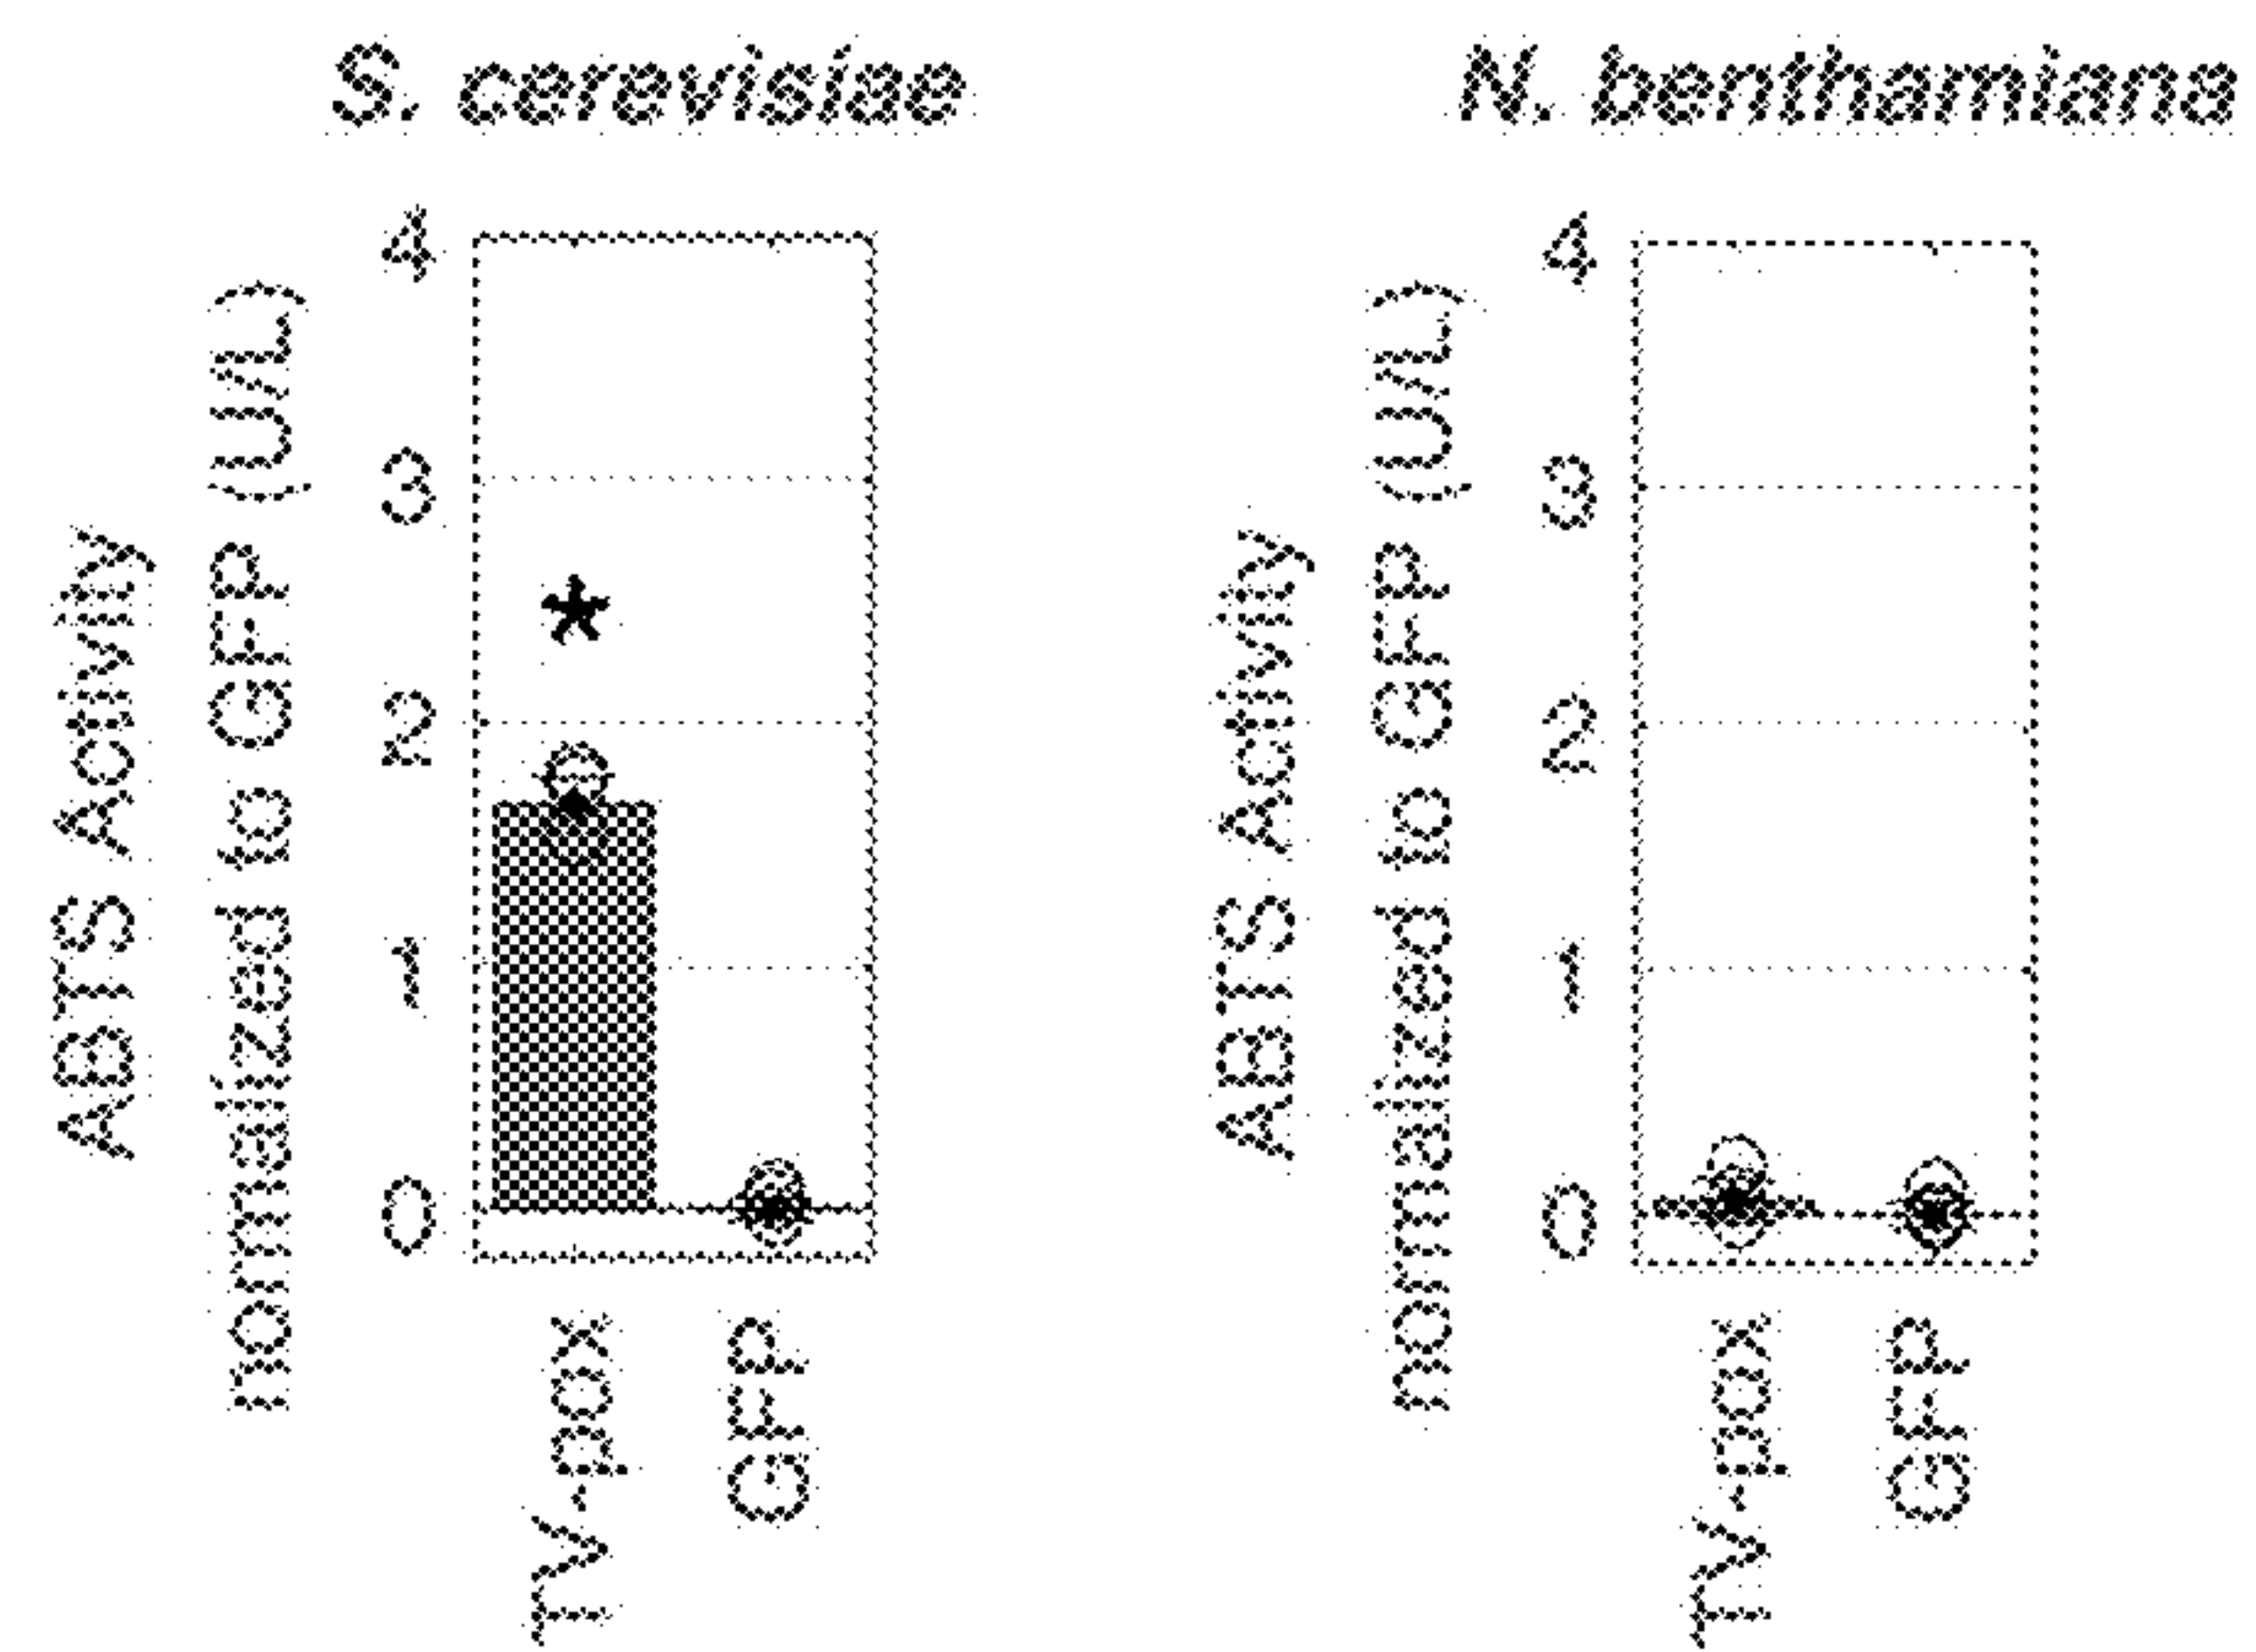 S. cerevisiae
ABTS Activity
normalized to GFP (U/L)
4
3
2
1
0
*
TV-pox
GFP
N. benthamiana
ABTS Activity
normalized to GFP (U/L)
4
3
2
1
0
TV-pox
GFP